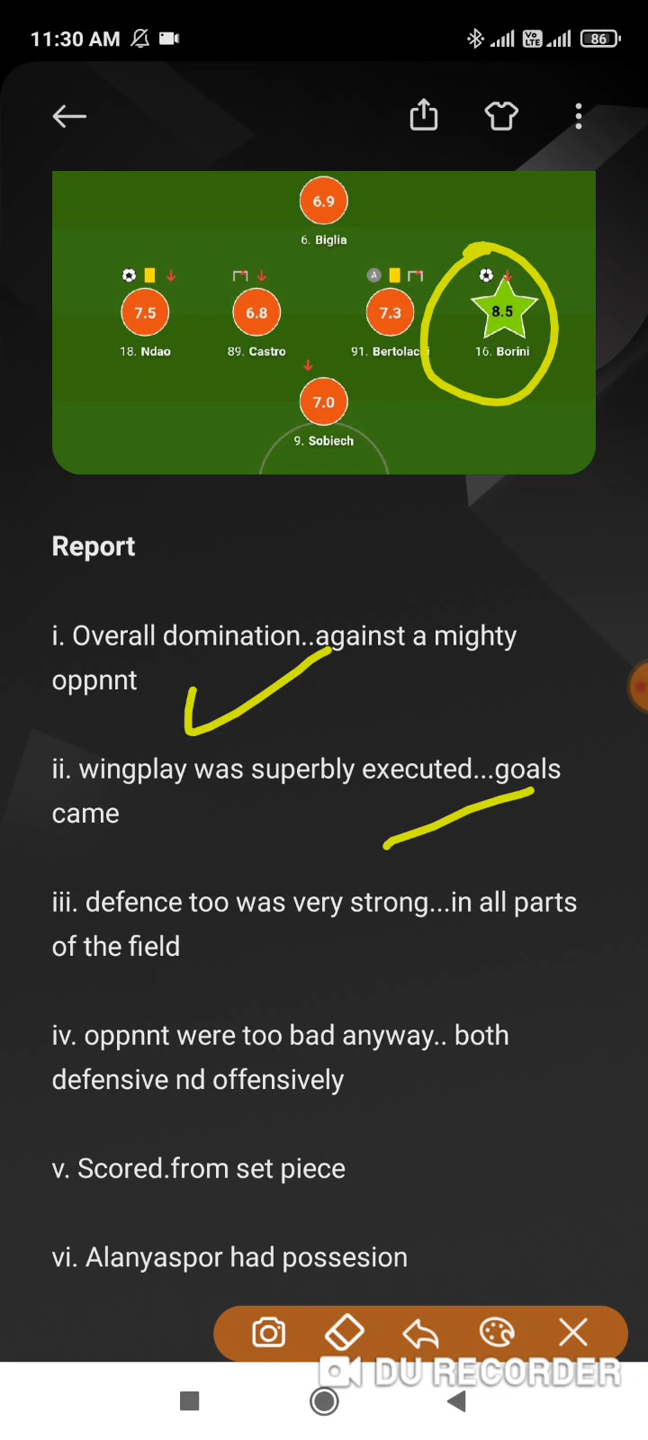 11:30 AM
Vo LTE
86
6.9
6. Biglia
7.5
6.8
A
7.3
8.5
18. Ndao
89. Castro
91. Bertolacci
16. Borini
7.0
9. Sobiech
Report
i. Overall domination..against a mighty
oppnnt
ii. wingplay was superbly executed...goals
came
iii. defence too was very strong...in all parts
of the field
iv. oppnnt were too bad anyway.. both
defensive nd offensively
v. Scored.from set piece
vi. Alanyaspor had possesion
DU RECORDER